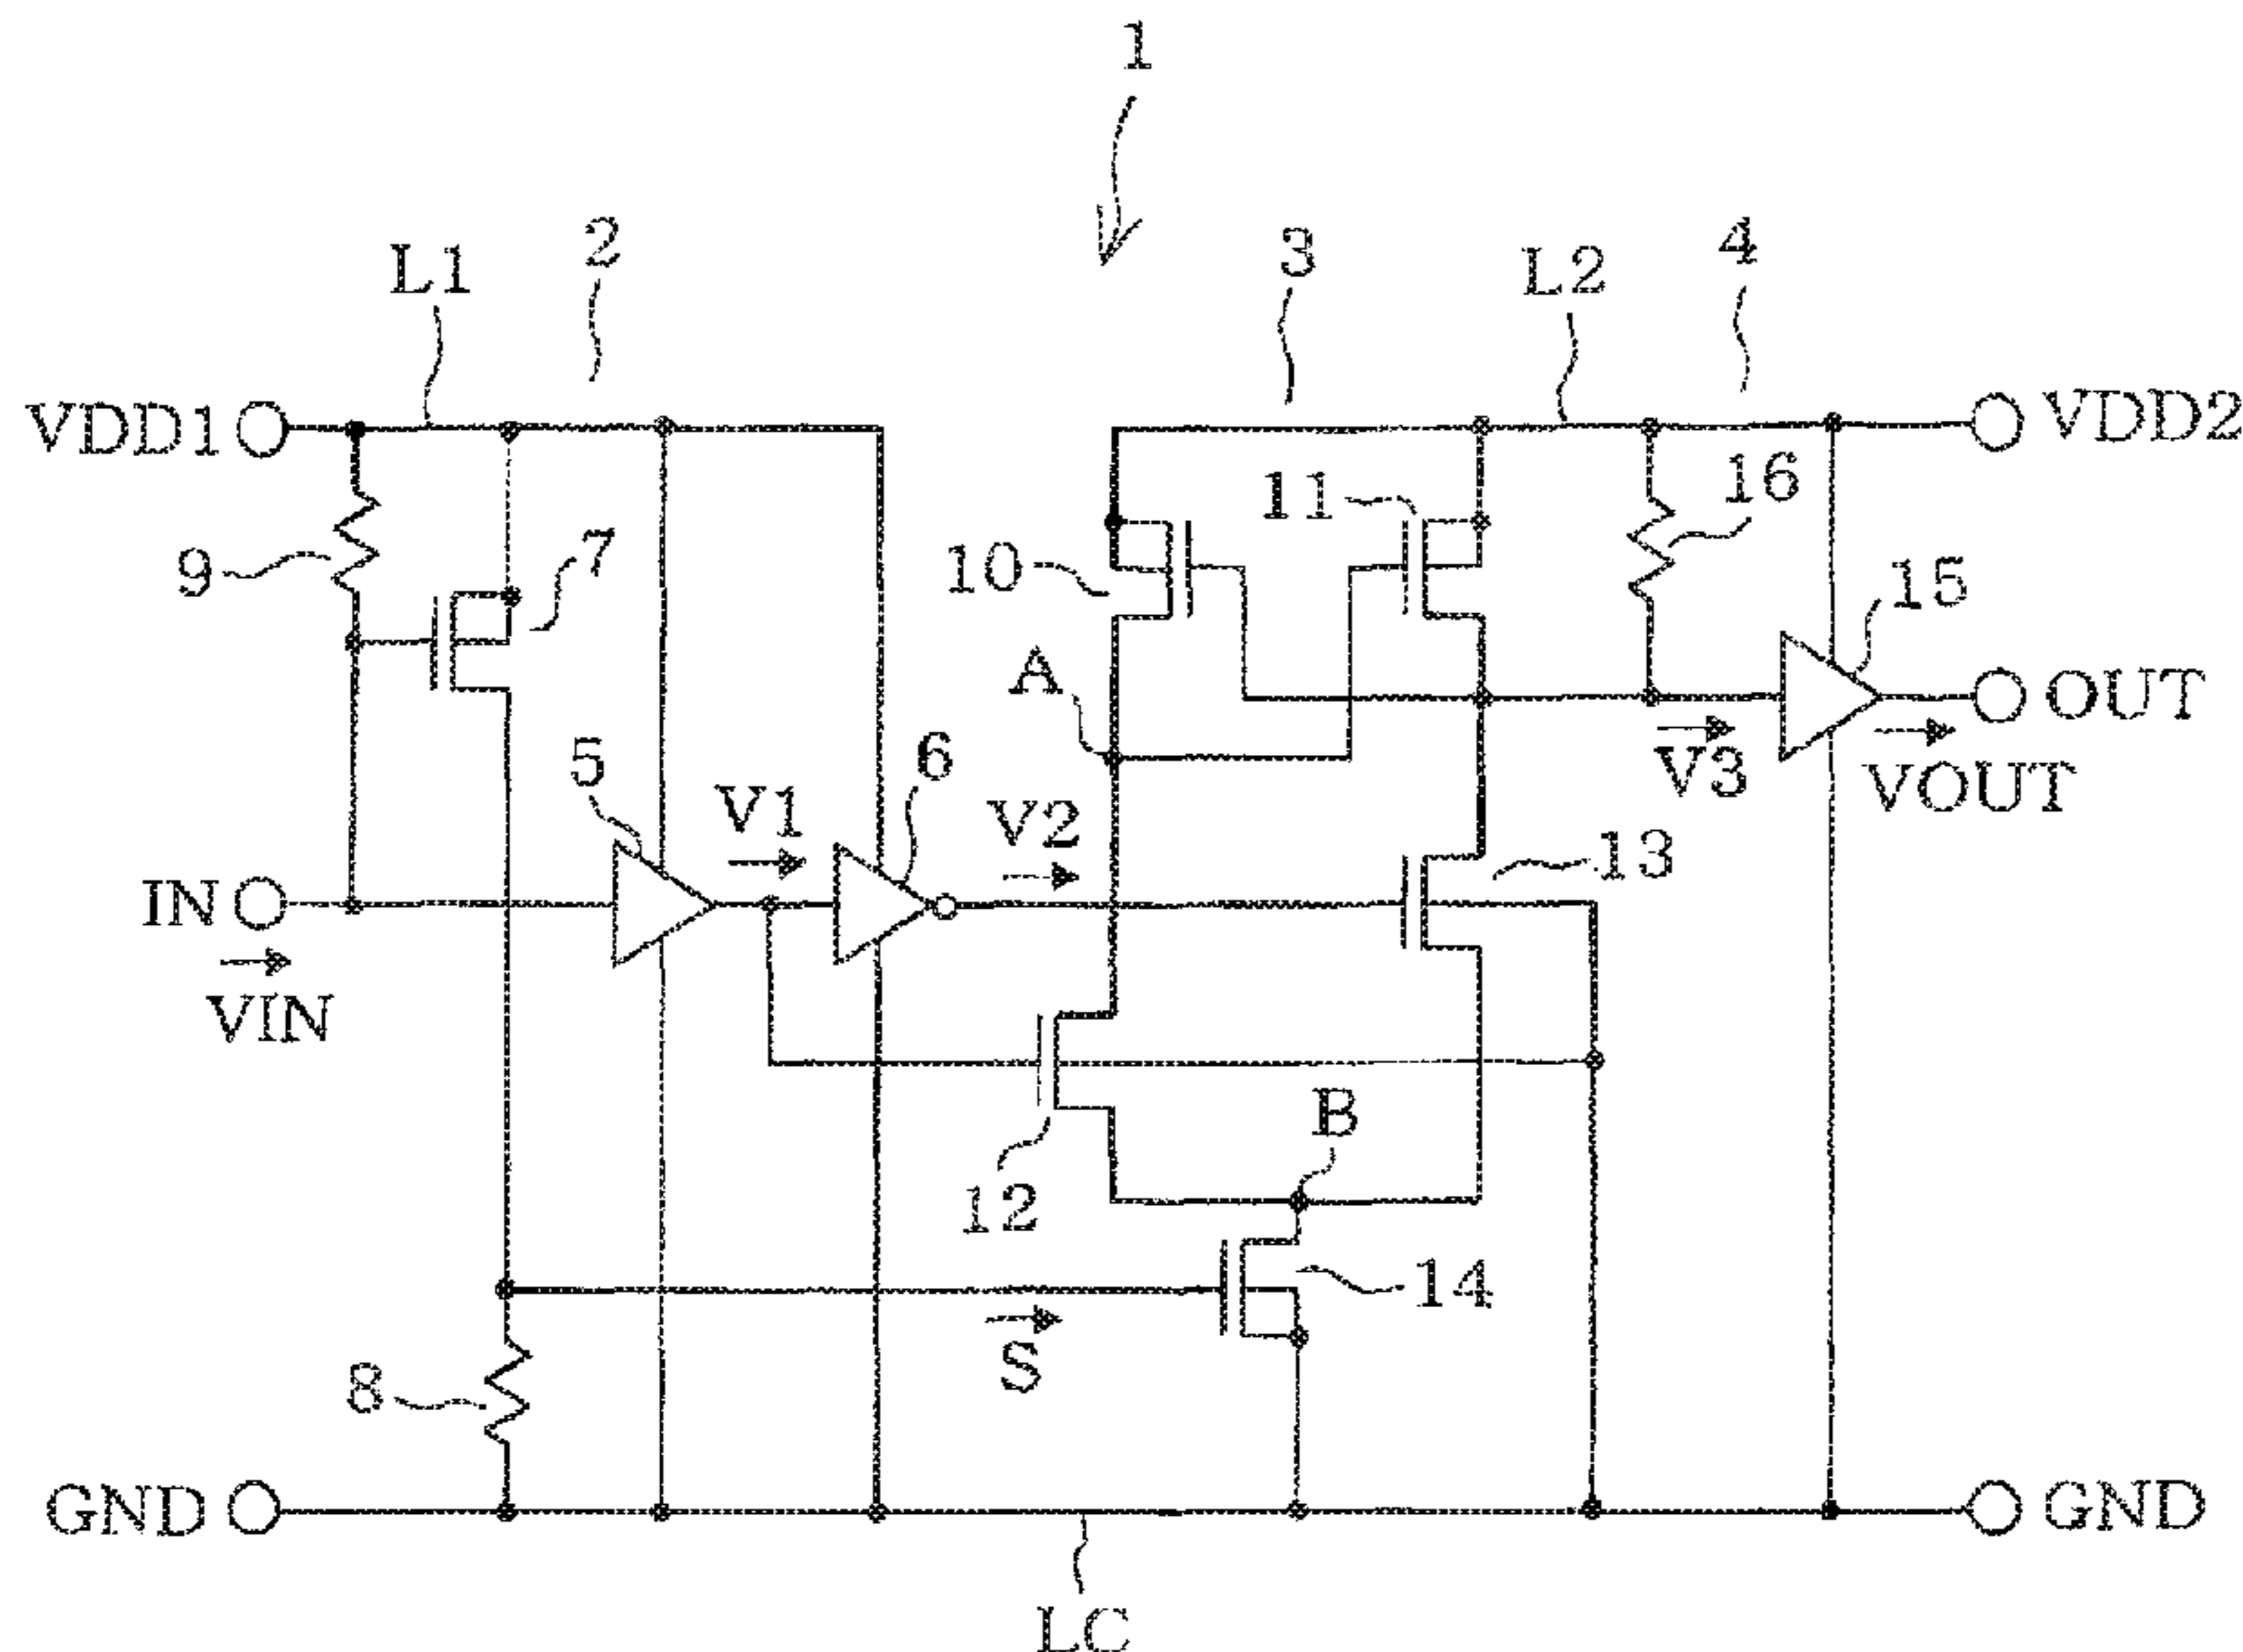 1
2
3
4
L1
L2
VDD1
VDD2
16
11
9
7
10
15
A
OUT
5
6
V1
V2
V3
VOUT
13
IN
VIN
B
12
14
S
8
GND
GND
LC